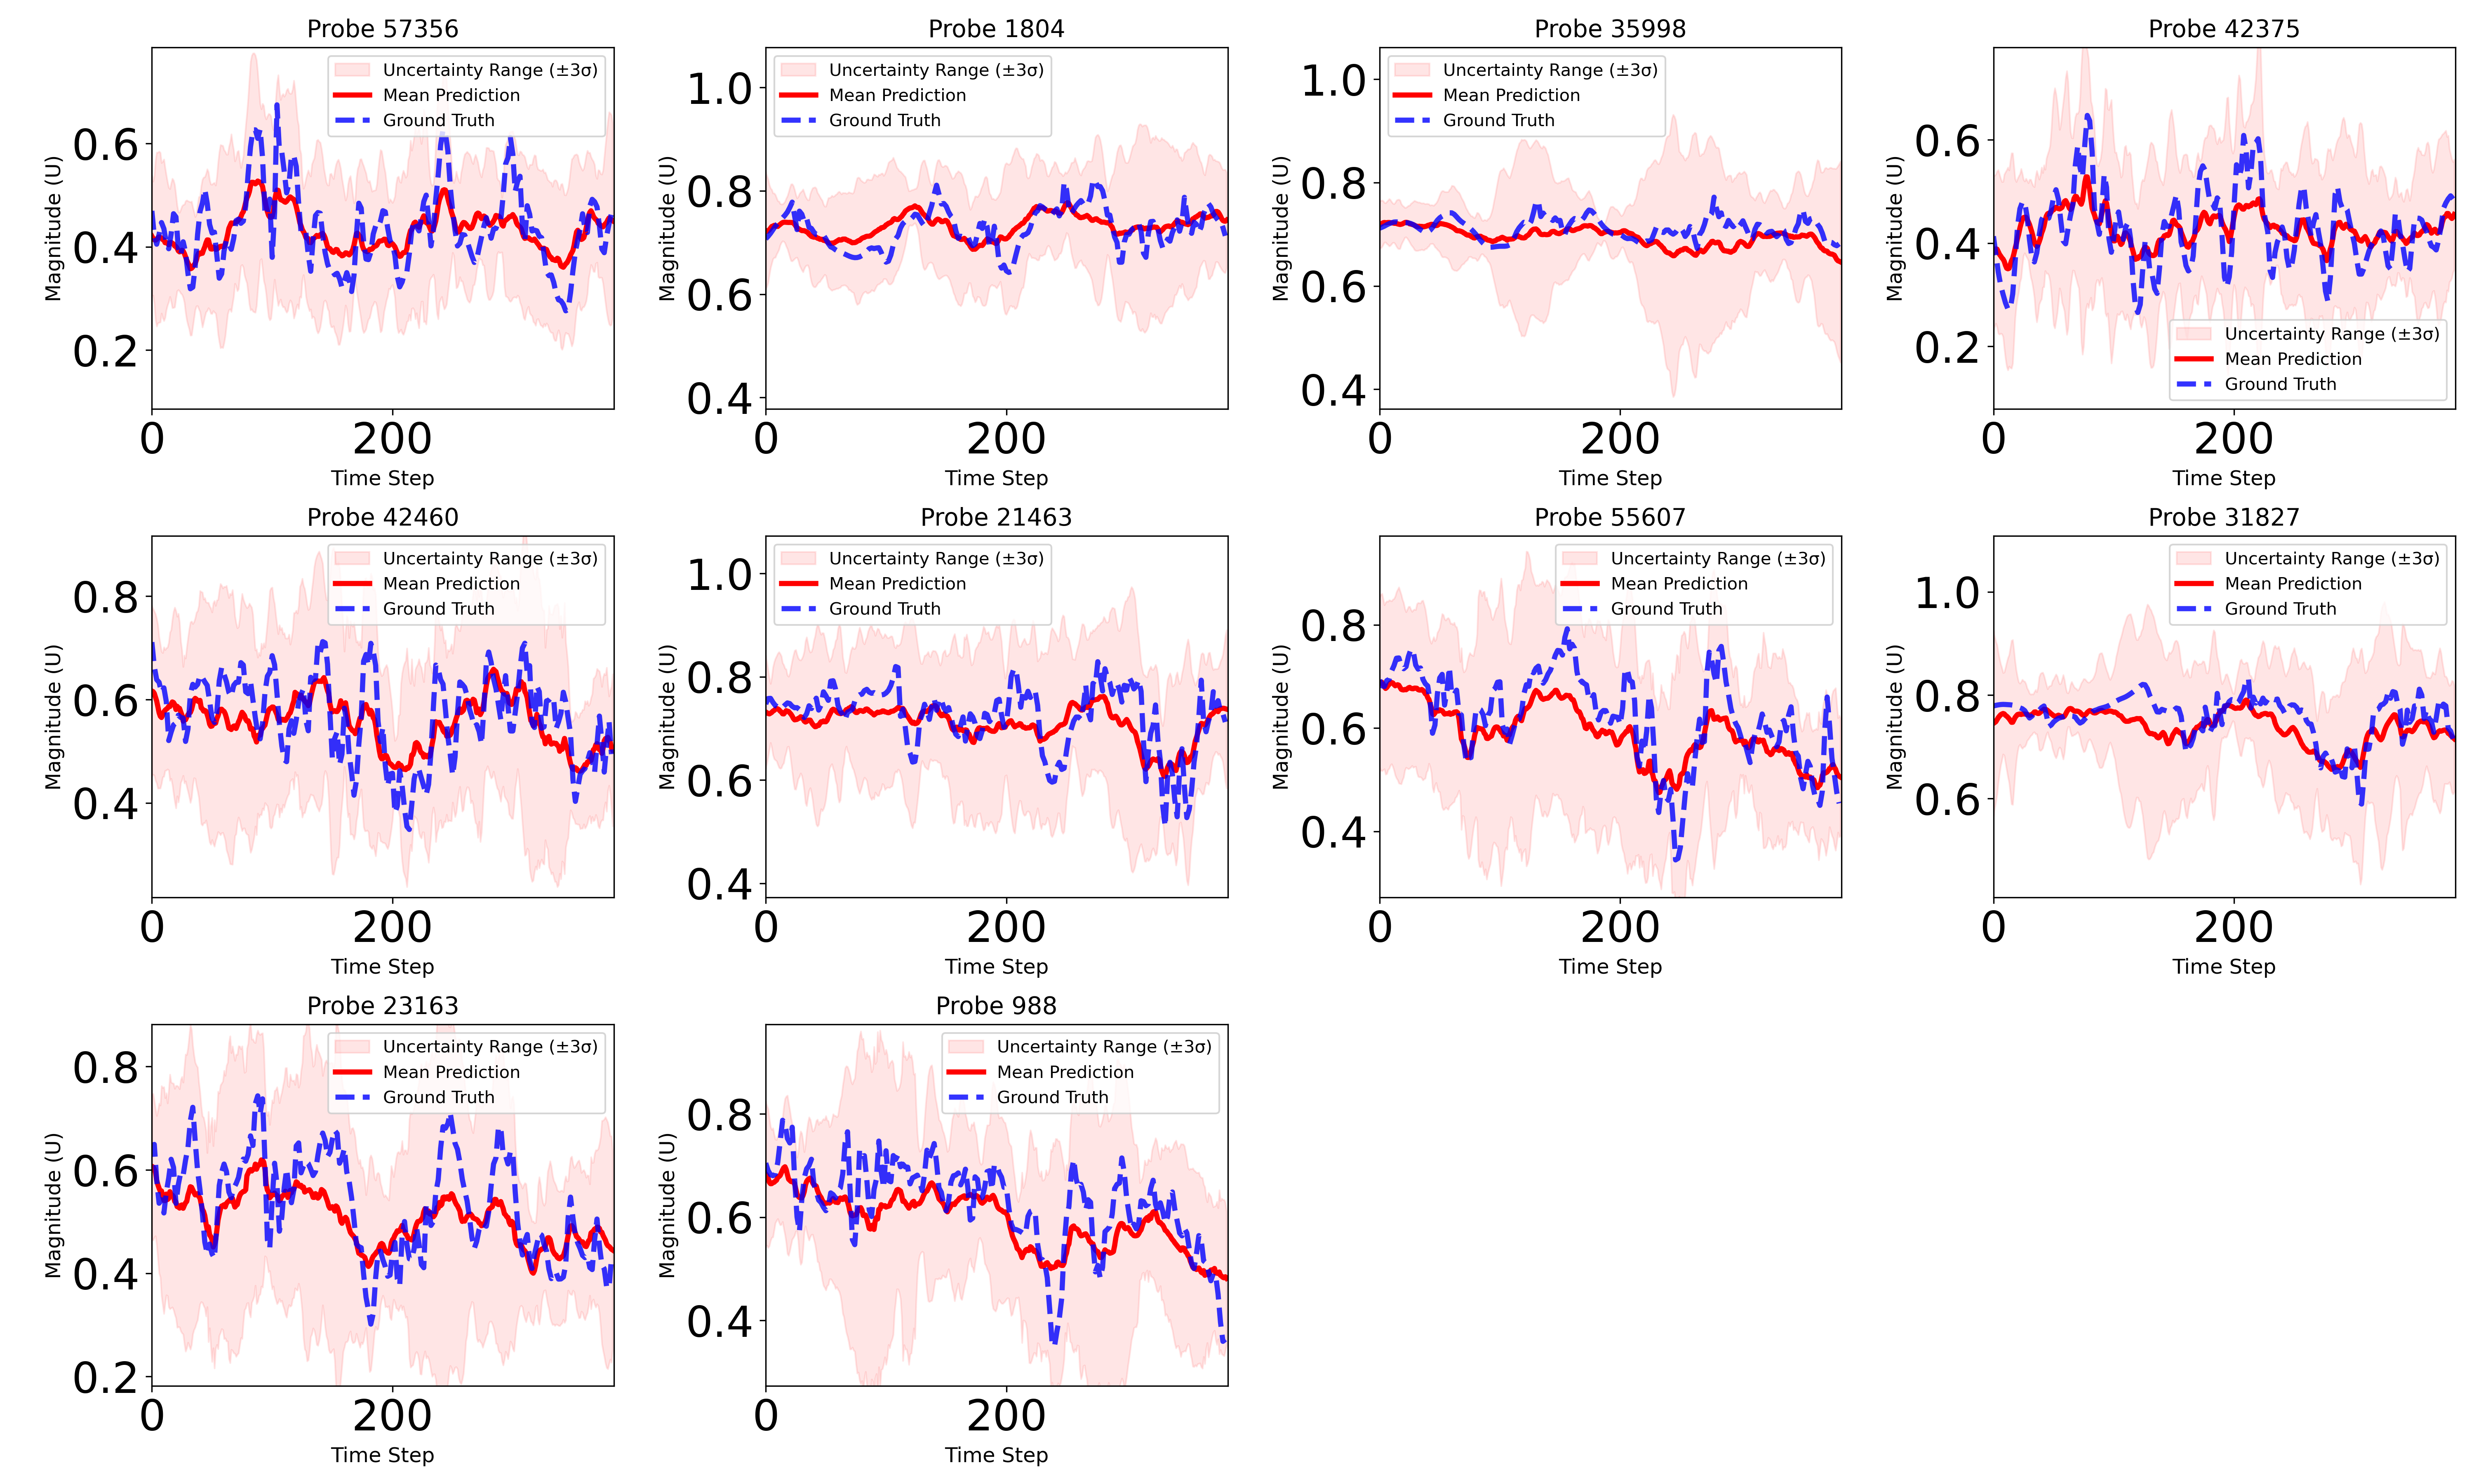 Probe 57356
Uncertainty Range (±3σ)
Mean Prediction
Ground Truth
Magnitude (U)
0.6
0.4
0.2
0
200
Time Step
Probe 1804
Uncertainty Range (±3σ)
Mean Prediction
Ground Truth
Magnitude (U)
1.0
0.8
0.6
0.4
0
200
Time Step
Probe 35998
Uncertainty Range (±3σ)
Mean Prediction
Ground Truth
Magnitude (U)
1.0
0.8
0.6
0.4
0
200
Time Step
Probe 42375
Uncertainty Range (±3σ)
Mean Prediction
Ground Truth
Magnitude (U)
0.6
0.4
0.2
0
200
Time Step
Probe 42460
Uncertainty Range (±3σ)
Mean Prediction
Ground Truth
Magnitude (U)
0.8
0.6
0.4
0
200
Time Step
Probe 21463
Uncertainty Range (±3σ)
Mean Prediction
Ground Truth
Magnitude (U)
1.0
0.8
0.6
0.4
0
200
Time Step
Probe 55607
Uncertainty Range (±3σ)
Mean Prediction
Ground Truth
Magnitude (U)
0.8
0.6
0.4
0
200
Time Step
Probe 31827
Uncertainty Range (±3σ)
Mean Prediction
Ground Truth
Magnitude (U)
1.0
0.8
0.6
0
200
Time Step
Probe 23163
Uncertainty Range (±3σ)
Mean Prediction
Ground Truth
Magnitude (U)
0.8
0.6
0.4
0.2
0
200
Time Step
Probe 988
Uncertainty Range (±3σ)
Mean Prediction
Ground Truth
Magnitude (U)
0.8
0.6
0.4
0
200
Time Step